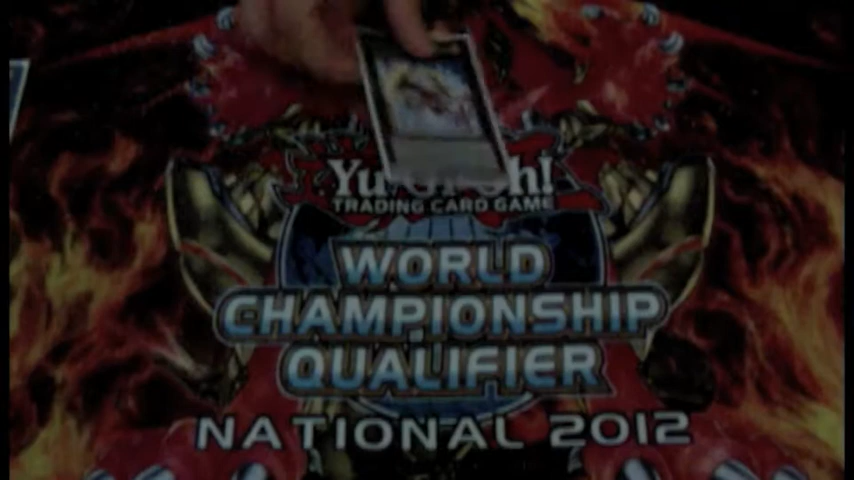 Yu-Gi-Oh!
TRADING CARD GAME
WORLD
CHAMPIONSHIP
QUALIFIER
NATIONAL 2012